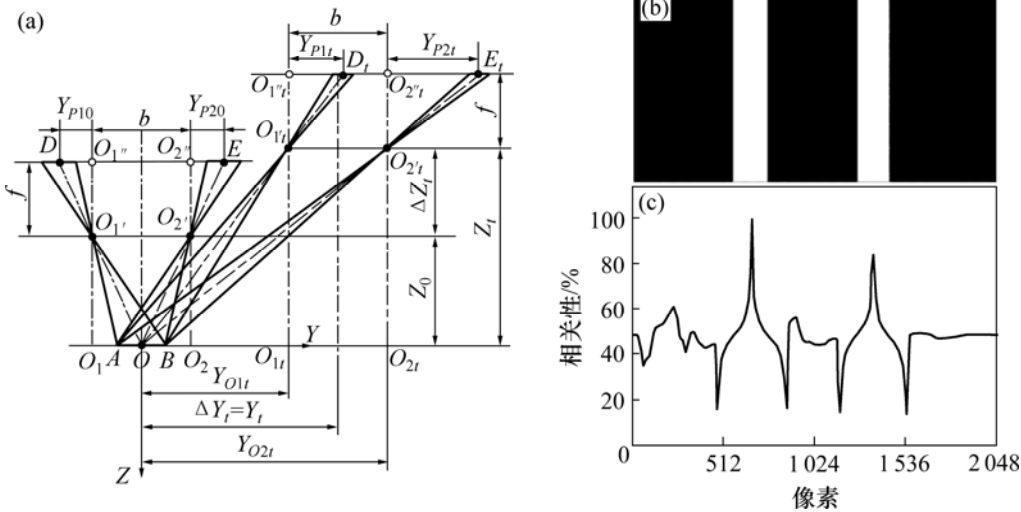 (a)
b
Y_{P1t}
Y_{P2t}
D_t
E_t
O_{1''t}
O_{2''t}
f
Y_{P10}
b
Y_{P20}
D
O_{1''}
O_{2''}
E
O_{1't}
O_{2't}
f
ΔZ_t
Z_t
O_{1'}
O_{2'}
Z_0
O_1
A
O
B
O_2
O_{1t}
Y
O_{2t}
Y_{O1t}
ΔY_t=Y_t
Y_{O2t}
Z
(b)
(c)
100
80
60
40
20
0
相关性/%
512
1 024
1 536
2 048
像素